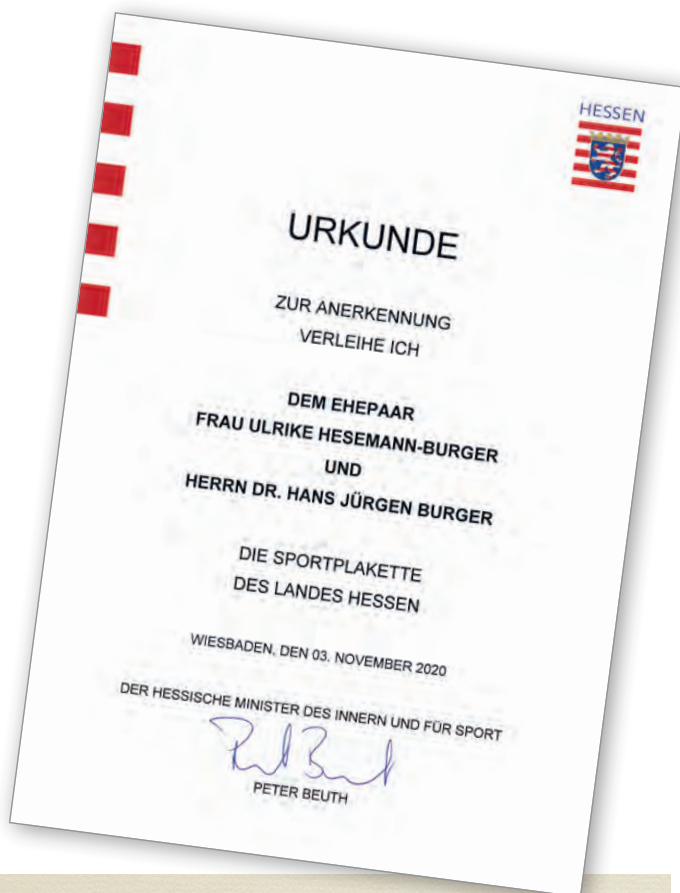 HESSEN
URKUNDE
ZUR ANERKENNUNG
VERLEIHE ICH
DEM EHEPAAR
FRAU ULRIKE HESEMANN-BURGER
UND
HERRN DR. HANS JÜRGEN BURGER
DIE SPORTPLAKETTE
DES LANDES HESSEN
WIESBADEN, DEN 03. NOVEMBER 2020
DER HESSISCHE MINISTER DES INNERN UND FÜR SPORT
PETER BEUTH